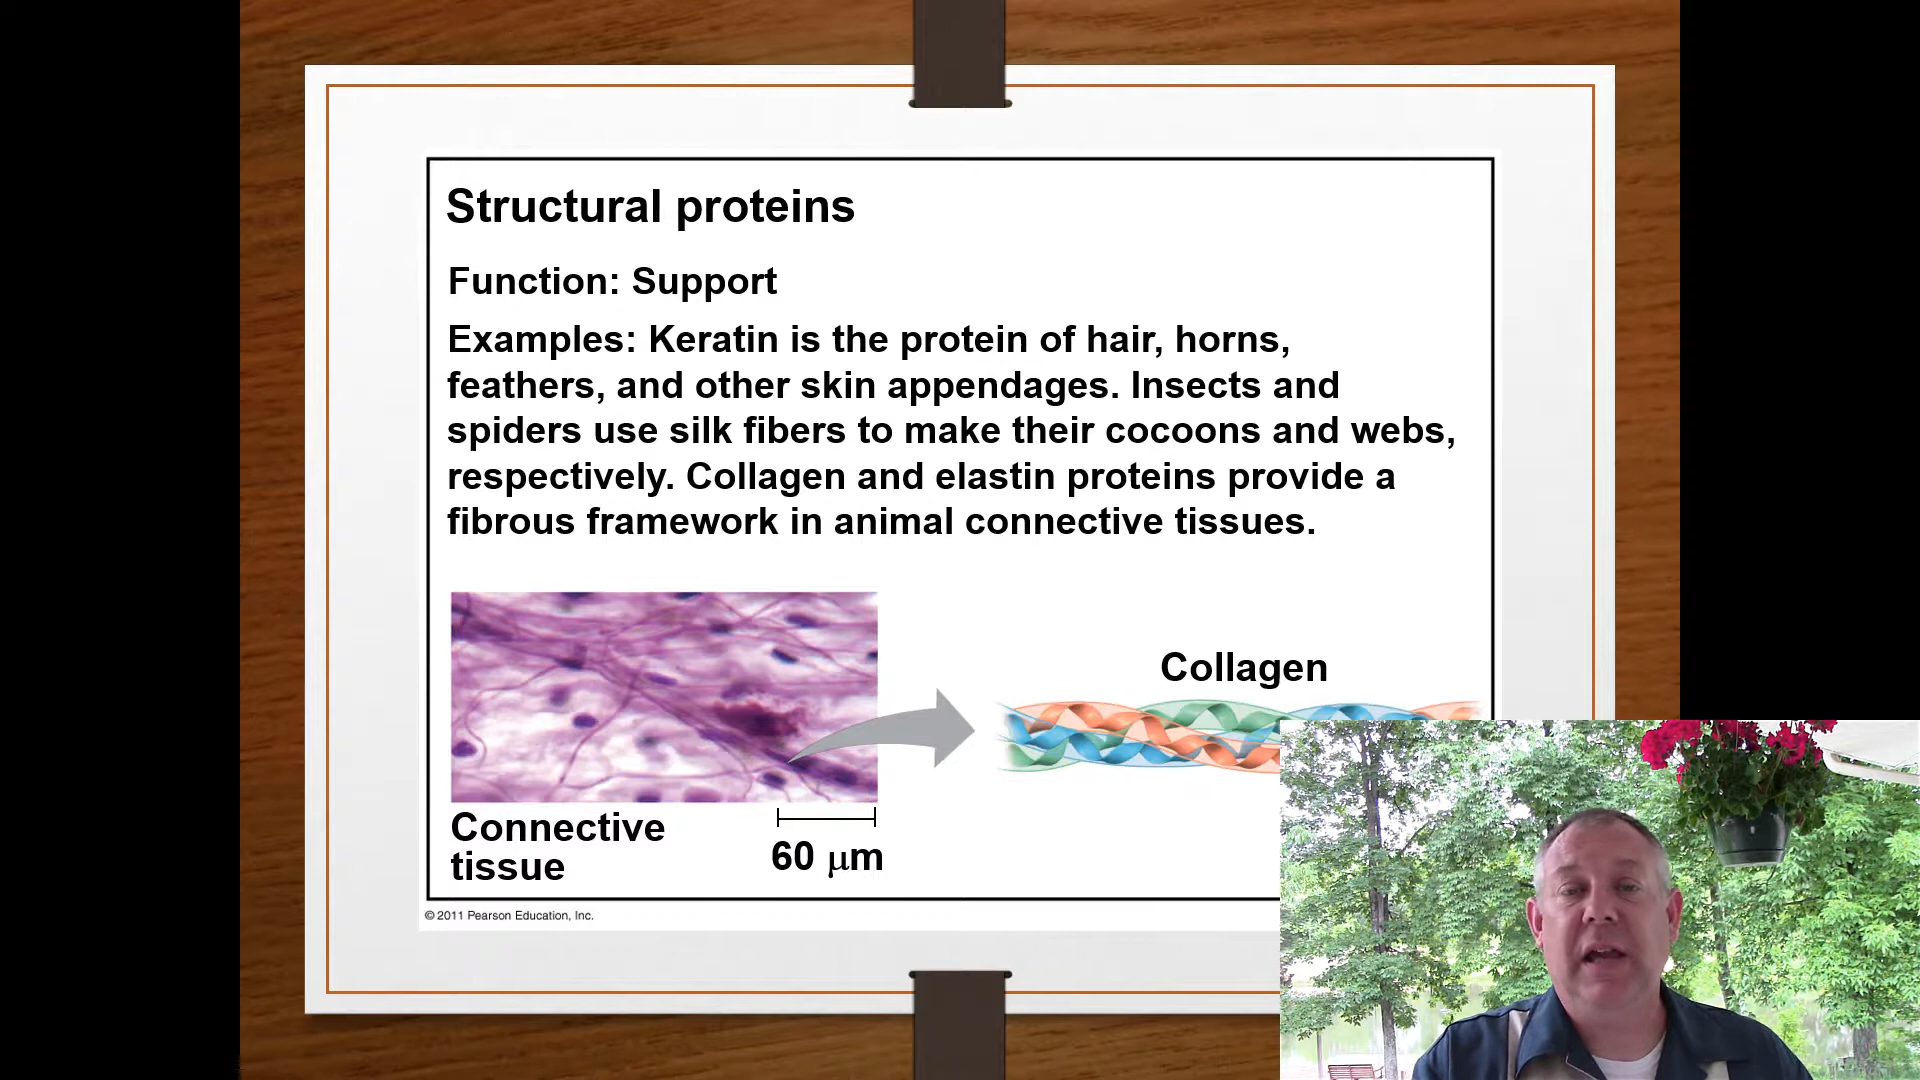 Structural proteins
Function: Support
Examples: Keratin is the protein of hair, horns,
feathers, and other skin appendages. Insects and
spiders use silk fibers to make their cocoons and webs,
respectively. Collagen and elastin proteins provide a
fibrous framework in animal connective tissues.
Collagen
Connective
tissue
60 μm
© 2011 Pearson Education, Inc.